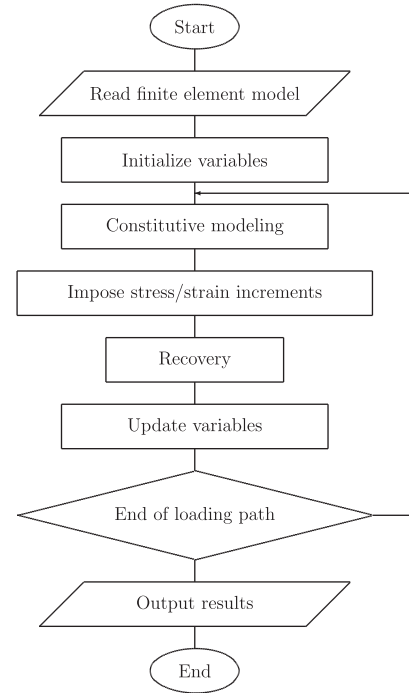 Start
Read finite element model
Initialize variables
Constitutive modeling
Impose stress/strain increments
Recovery
Update variables
End of loading path
Output results
End